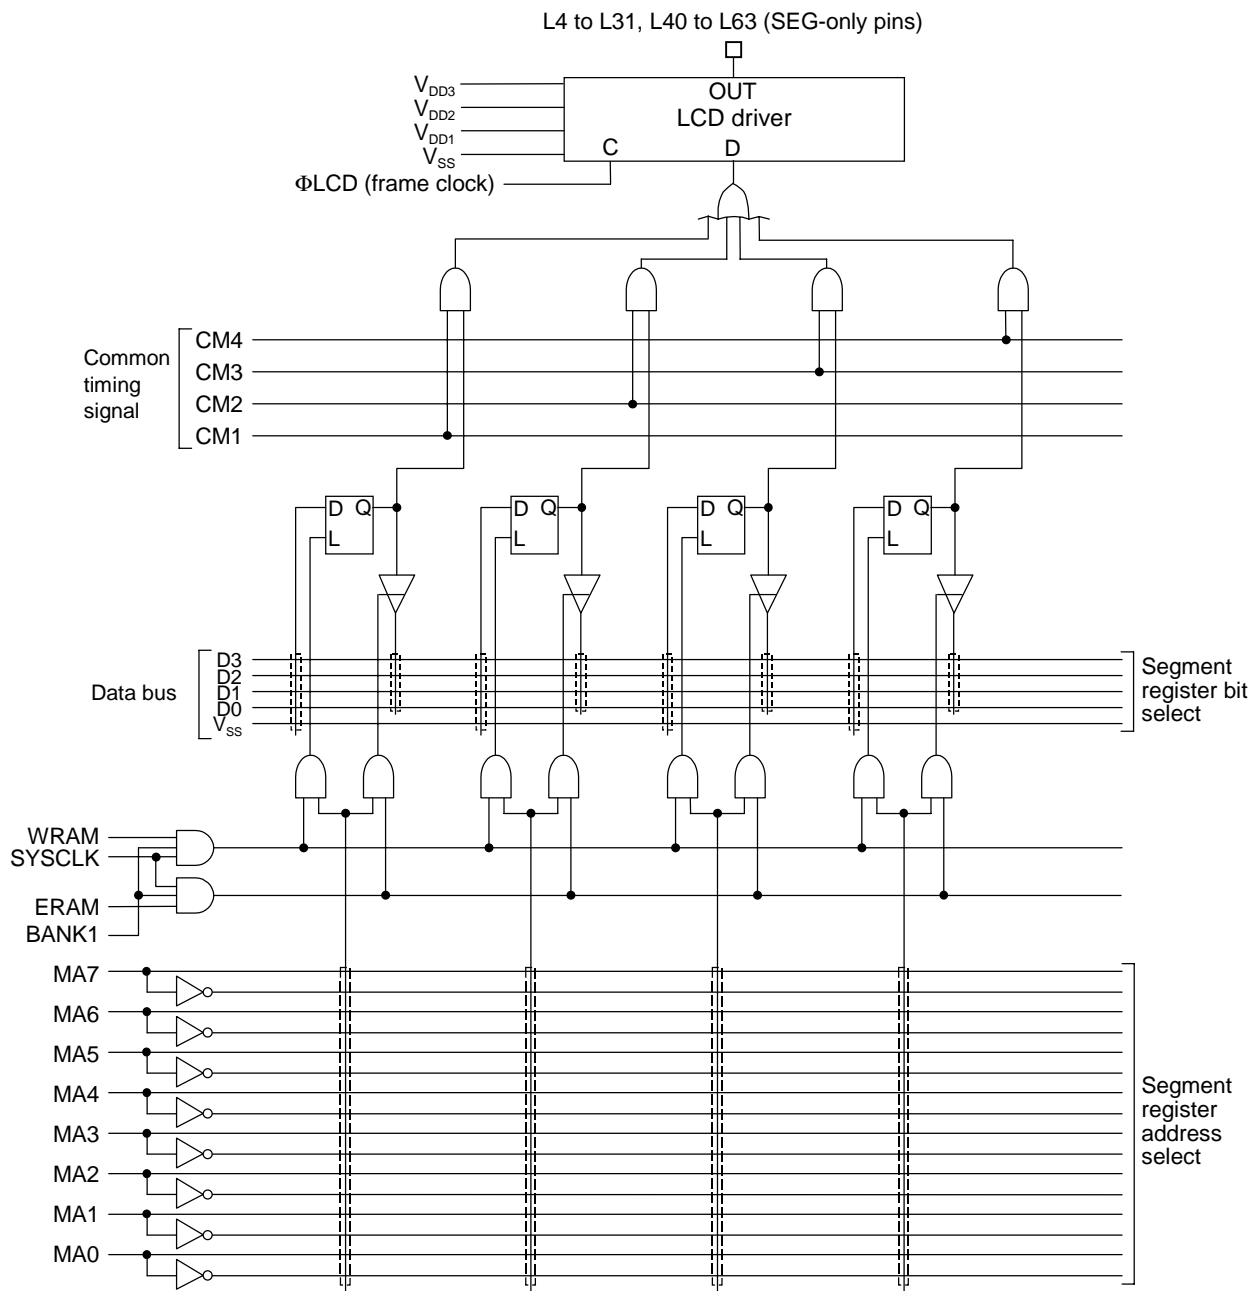 L4 to L31, L40 to L63 (SEG-only pins)
VDD3
VDD2
VDD1
VSS
OUT
LCD driver
C D
ΦLCD (frame clock)
Common
timing
signal
CM4
CM3
CM2
CM1
D Q D Q D Q D Q
L L L L
Data bus
D3
D2
D1
D0
VSS
Segment
register bit
select
WRAM
SYSCLK
ERAM
BANK1
MA7
MA6
MA5
MA4
MA3
MA2
MA1
MA0
Segment
register
address
select